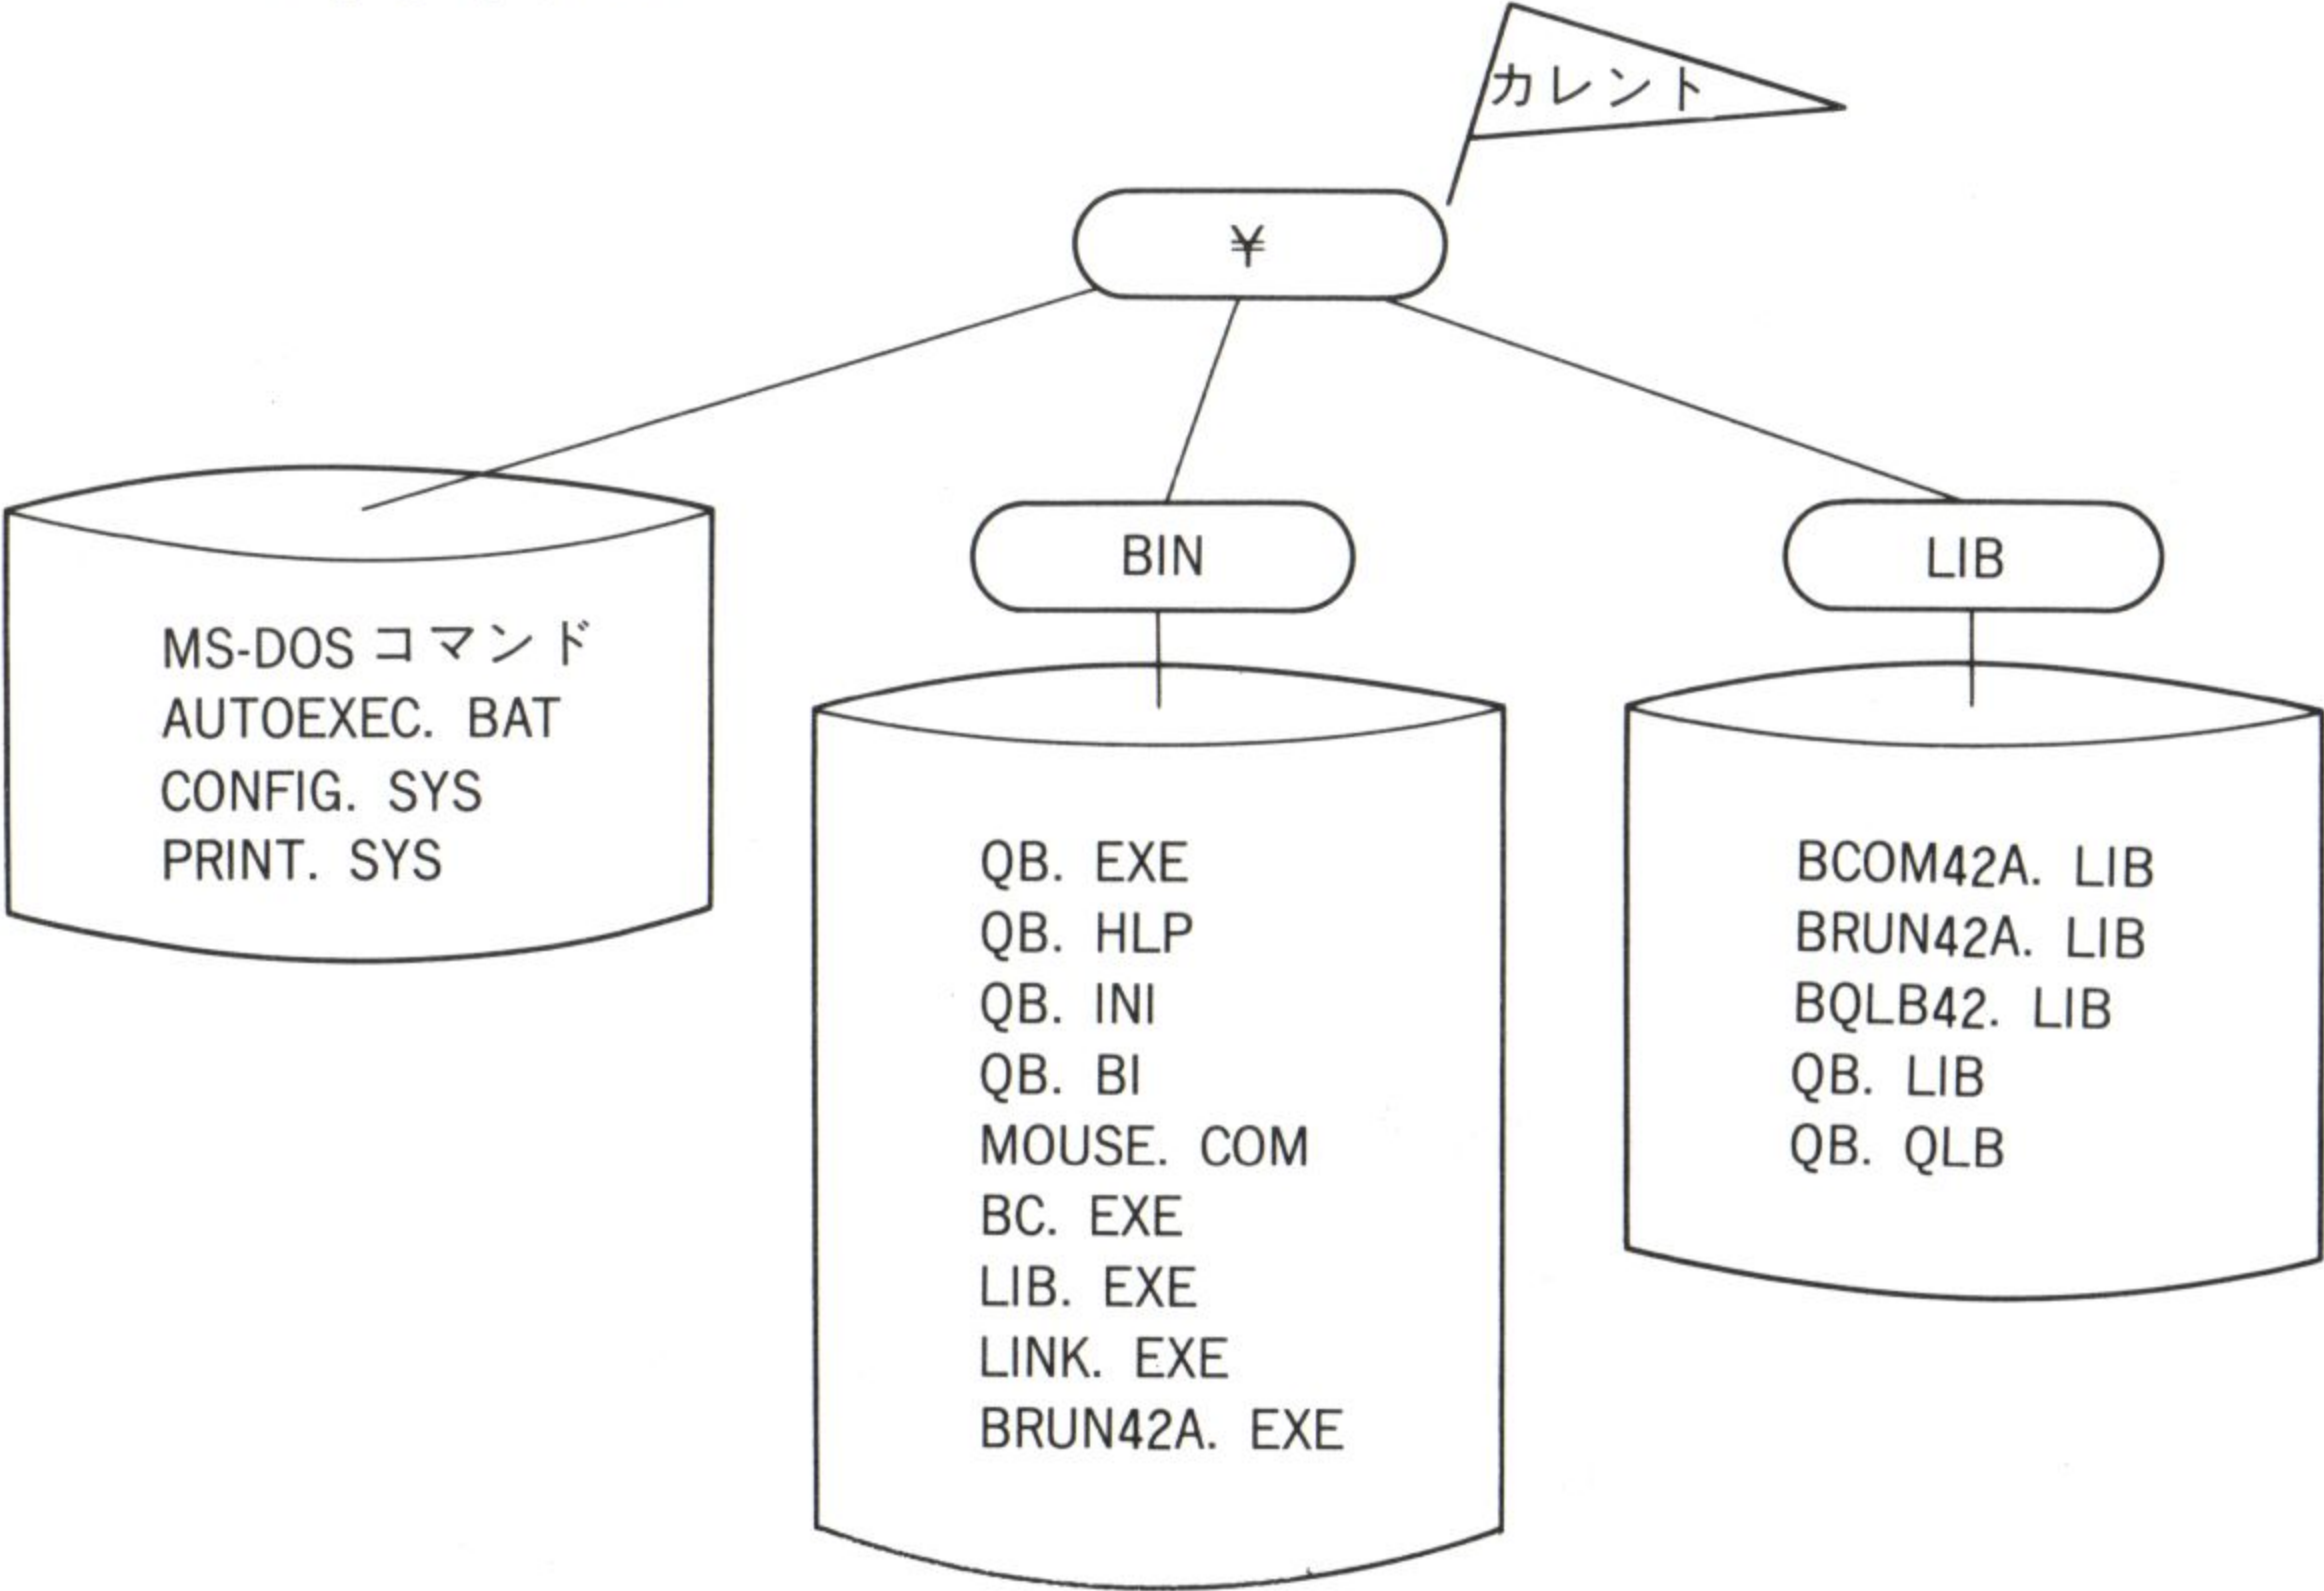 カレント
¥
MS-DOS コマンド
AUTOEXEC. BAT
CONFIG. SYS
PRINT. SYS
BIN
QB. EXE
QB. HLP
QB. INI
QB. BI
MOUSE. COM
BC. EXE
LIB. EXE
LINK. EXE
BRUN42A. EXE
LIB
BCOM42A. LIB
BRUN42A. LIB
BQLB42. LIB
QB. LIB
QB. QLB